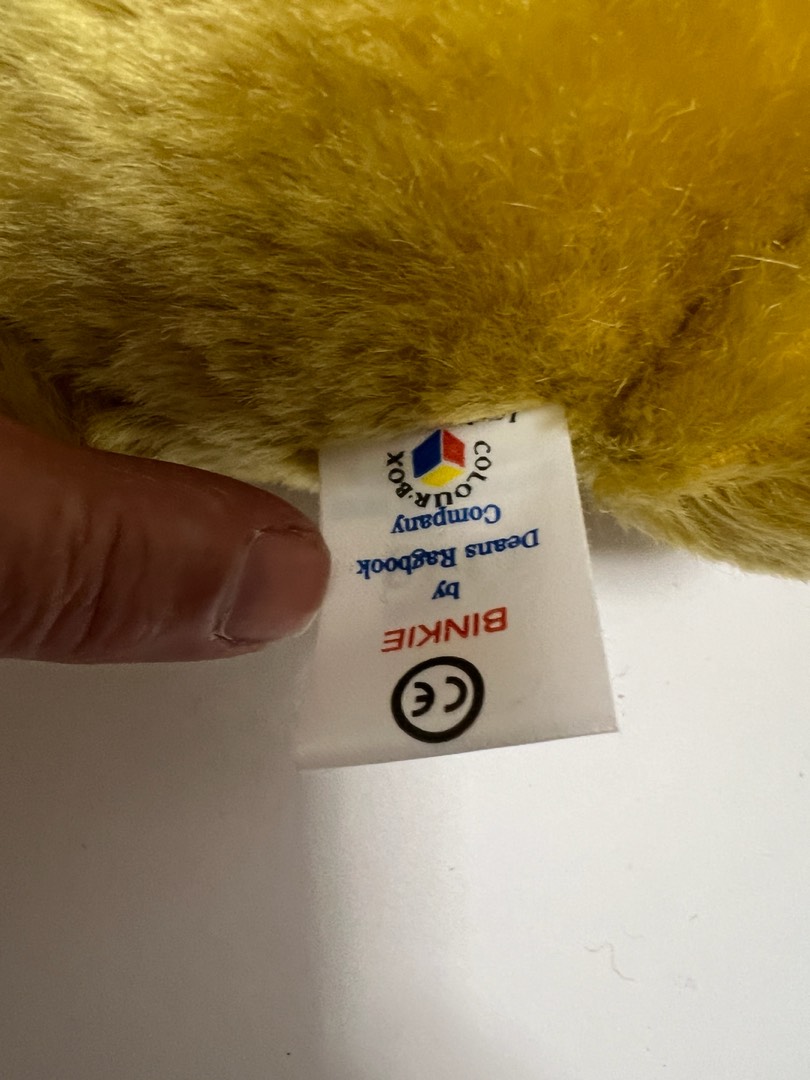 CE
BINKIE
by
Deans Ragbook
Company
COLOUR·BOX